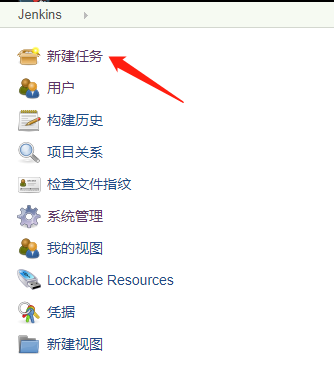 Jenkins
新建任务
用户
构建历史
项目关系
检查文件指纹
系统管理
我的视图
Lockable Resources
凭据
新建视图